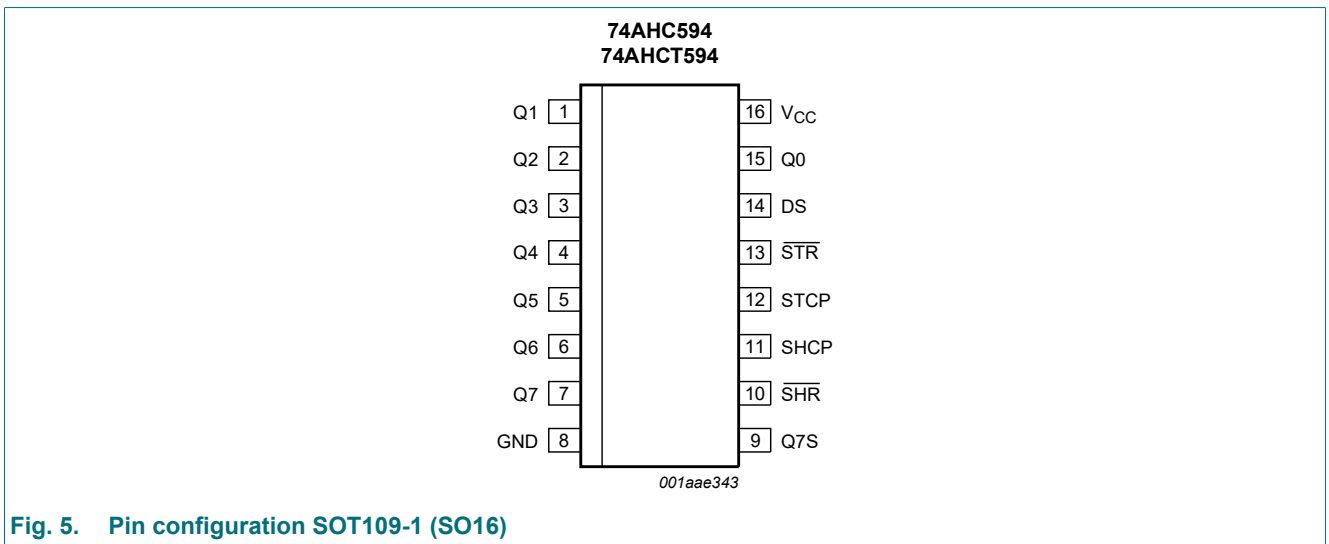 74AHC594
74AHCT594
Q1 1 16 VCC
Q2 2 15 Q0
Q3 3 14 DS
Q4 4 13 S̅T̅R̅
Q5 5 12 STCP
Q6 6 11 SHCP
Q7 7 10 S̅H̅R̅
GND 8 9 Q7S
001aae343
Fig. 5. Pin configuration SOT109-1 (SO16)